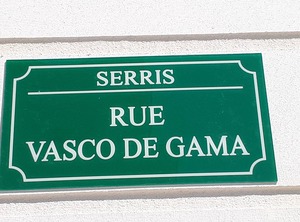 SERRIS
RUE
VASCO DE GAMA